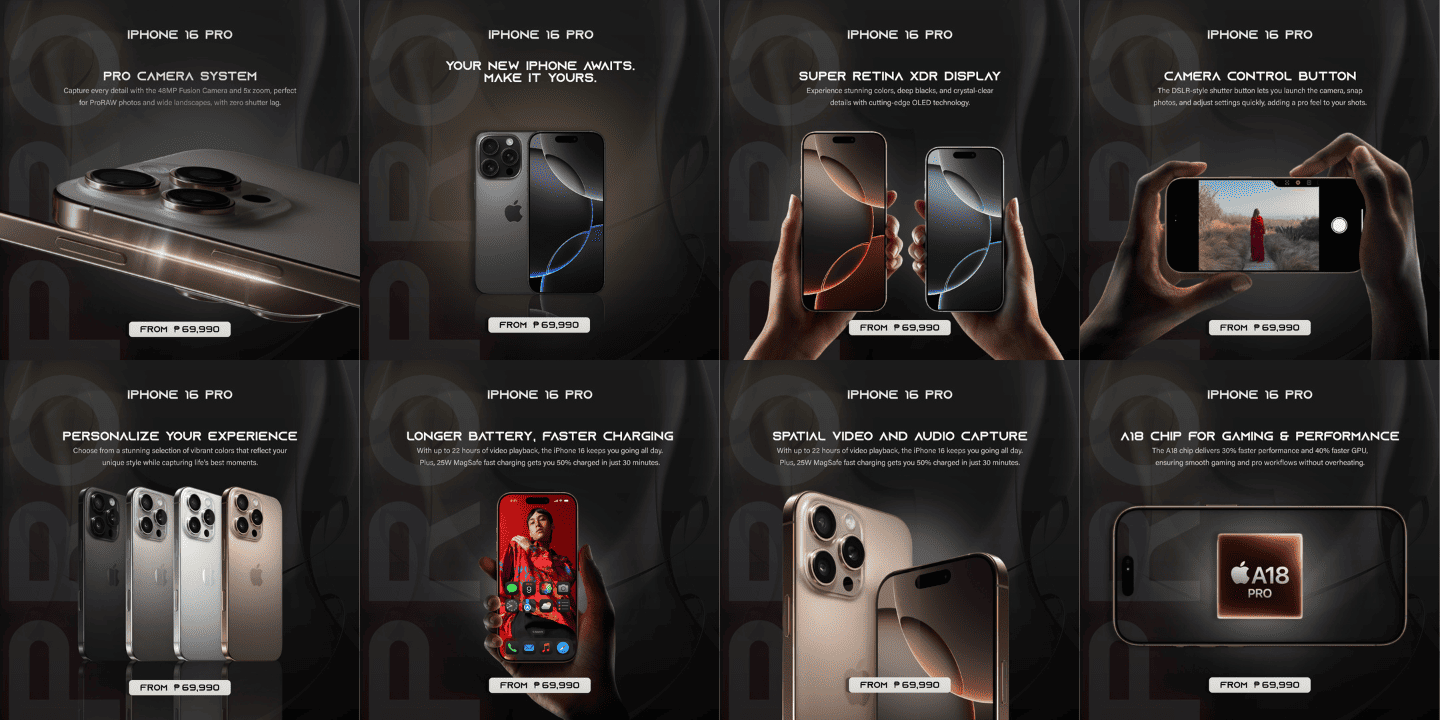 IPHONE 16 PRO
PRO CAMERA SYSTEM
Capture every detail with the 48MP Fusion Camera and 5x zoom, perfect
for ProRAW photos and wide landscapes, with zero shutter lag.
FROM ₱69,990
IPHONE 16 PRO
YOUR NEW IPHONE AWAITS.
MAKE IT YOURS.
FROM ₱69,990
IPHONE 16 PRO
SUPER RETINA XDR DISPLAY
Experience stunning colors, deep blacks, and crystal-clear
details with cutting-edge OLED technology.
FROM ₱69,990
IPHONE 16 PRO
CAMERA CONTROL BUTTON
The DSLR-style shutter button lets you launch the camera, snap
photos, and adjust settings quickly, adding a pro feel to your shots.
FROM ₱69,990
PRO
PRO
PRO
PRO
IPHONE 16 PRO
PERSONALIZE YOUR EXPERIENCE
Choose from a stunning selection of vibrant colors that reflect your
unique style while capturing life's best moments.
FROM ₱69,990
IPHONE 16 PRO
LONGER BATTERY, FASTER CHARGING
With up to 22 hours of video playback, the iPhone 16 keeps you going all day.
Plus, 25W MagSafe fast charging gets you 50% charged in just 30 minutes.
FROM ₱69,990
IPHONE 16 PRO
SPATIAL VIDEO AND AUDIO CAPTURE
With up to 22 hours of video playback, the iPhone 16 keeps you going all day.
Plus, 25W MagSafe fast charging gets you 50% charged in just 30 minutes.
FROM ₱69,990
IPHONE 16 PRO
A18 CHIP FOR GAMING & PERFORMANCE
The A18 chip delivers 30% faster performance and 40% faster GPU,
ensuring smooth gaming and pro workflows without overheating.
A18
PRO
FROM ₱69,990
PRO
PRO
PRO
PRO